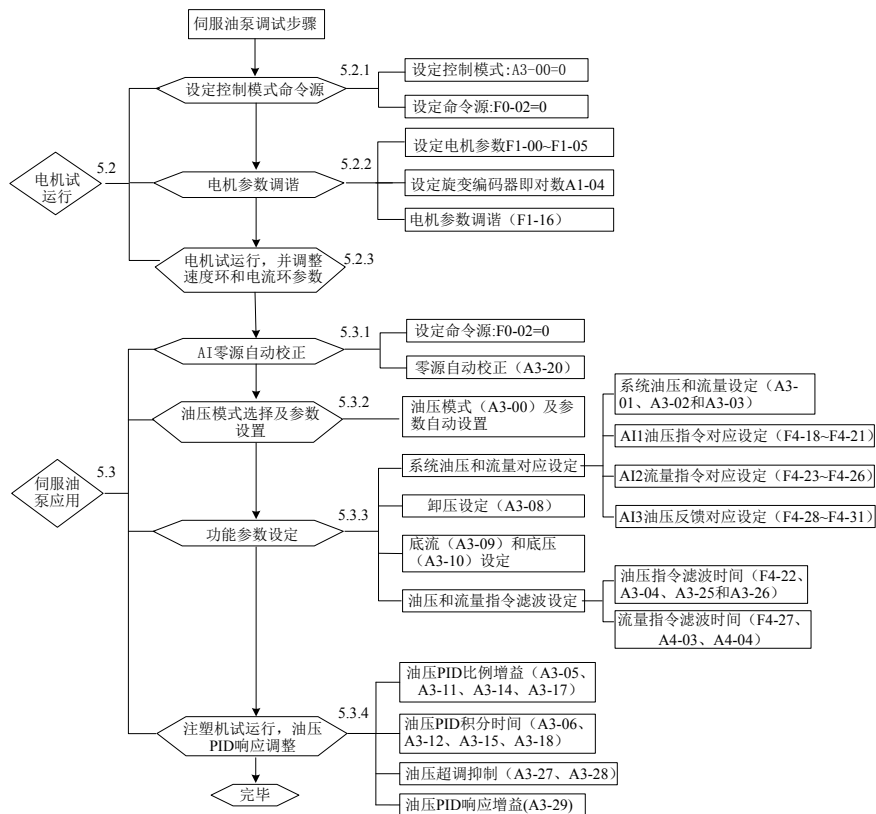 伺服油泵调试步骤
5.2.1
设定控制模式命令源
设定控制模式:A3-00=0
设定命令源:F0-02=0
5.2
电机试
运行
5.2.2
电机参数调谐
设定电机参数F1-00~F1-05
设定旋变编码器即对数A1-04
电机参数调谐（F1-16）
电机试运行，并调整
速度环和电流环参数
5.2.3
5.3.1
AI零源自动校正
设定命令源:F0-02=0
零源自动校正（A3-20）
油压模式选择及参数
设置
5.3.2
油压模式（A3-00）及参
数自动设置
5.3
伺服油
泵应用
功能参数设定
5.3.3
系统油压和流量对应设定
系统油压和流量设定（A3-
01、A3-02和A3-03）
AI1油压指令对应设定（F4-18~F4-21）
AI2流量指令对应设定（F4-23~F4-26）
AI3油压反馈对应设定（F4-28~F4-31）
卸压设定（A3-08）
底流（A3-09）和底压
（A3-10）设定
油压和流量指令滤波设定
油压指令滤波时间（F4-22、
A3-04、A3-25和A3-26）
流量指令滤波时间（F4-27、
A4-03、A4-04）
5.3.4
注塑机试运行，油压
PID响应调整
油压PID比例增益（A3-05、
A3-11、A3-14、A3-17）
油压PID积分时间（A3-06、
A3-12、A3-15、A3-18）
油压超调抑制（A3-27、A3-28）
油压PID响应增益(A3-29)
完毕